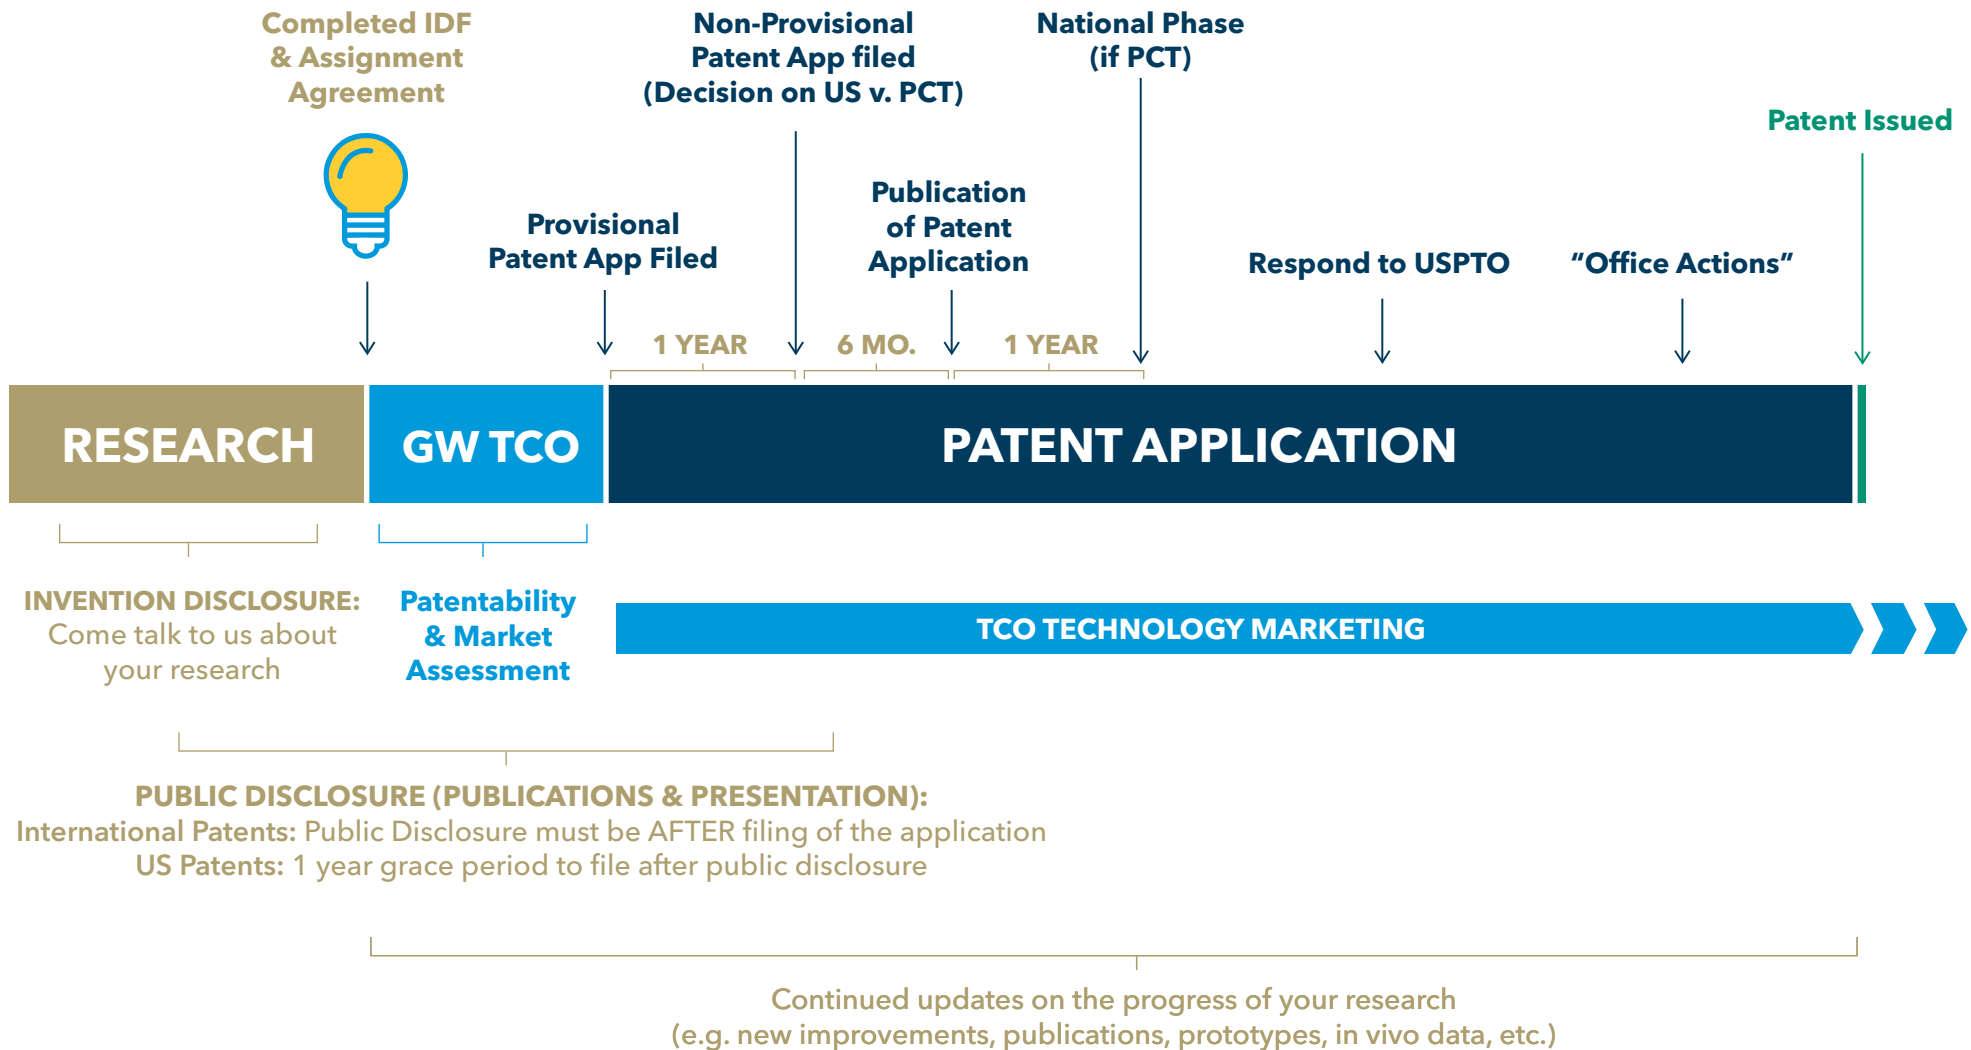 Completed IDF
& Assignment
Agreement
Non-Provisional
Patent App filed
(Decision on US v. PCT)
National Phase
(if PCT)
Patent Issued
Provisional
Patent App Filed
Publication
of Patent
Application
Respond to USPTO
“Office Actions”
1 YEAR
6 MO.
1 YEAR
RESEARCH
GW TCO
PATENT APPLICATION
INVENTION DISCLOSURE:
Come talk to us about
your research
Patentability
& Market
Assessment
TCO TECHNOLOGY MARKETING
PUBLIC DISCLOSURE (PUBLICATIONS & PRESENTATION):
International Patents: Public Disclosure must be AFTER filing of the application
US Patents: 1 year grace period to file after public disclosure
Continued updates on the progress of your research
(e.g. new improvements, publications, prototypes, in vivo data, etc.)